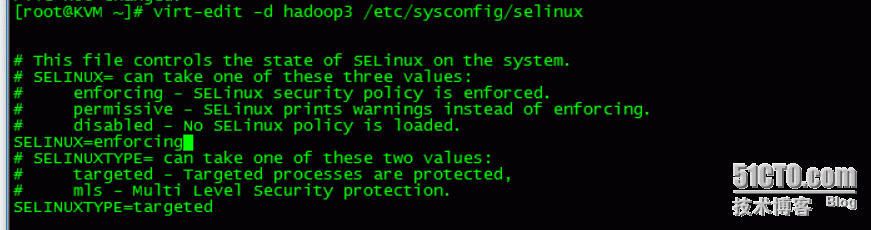 [root@KVM ~]# virt-edit -d hadoop3 /etc/sysconfig/selinux
# This file controls the state of SELinux on the system.
# SELINUX= can take one of these three values:
#     enforcing - SELinux security policy is enforced.
#     permissive - SELinux prints warnings instead of enforcing.
#     disabled - No SELinux policy is loaded.
SELINUX=enforcing
# SELINUXTYPE= can take one of these two values:
#     targeted - Targeted processes are protected,
#     mls - Multi Level Security protection.
SELINUXTYPE=targeted
51CTO.com
技术博客 Blog